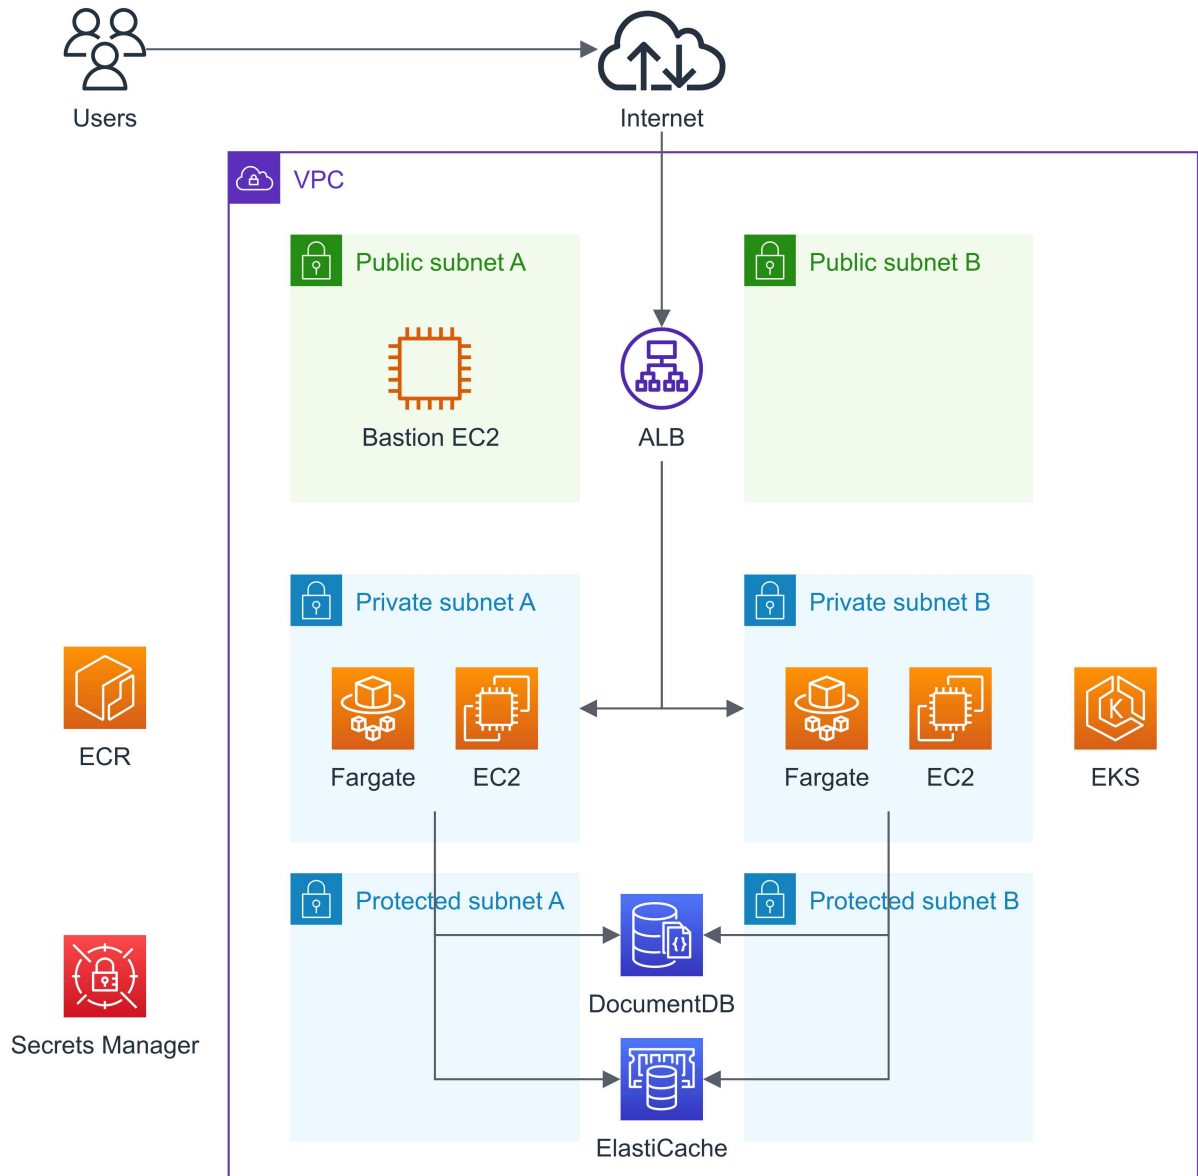 Users
Internet
VPC
Public subnet A
Public subnet B
Bastion EC2
ALB
Private subnet A
Private subnet B
ECR
Fargate
EC2
Fargate
EC2
EKS
K
Protected subnet A
Protected subnet B
{}
DocumentDB
Secrets Manager
ElastiCache